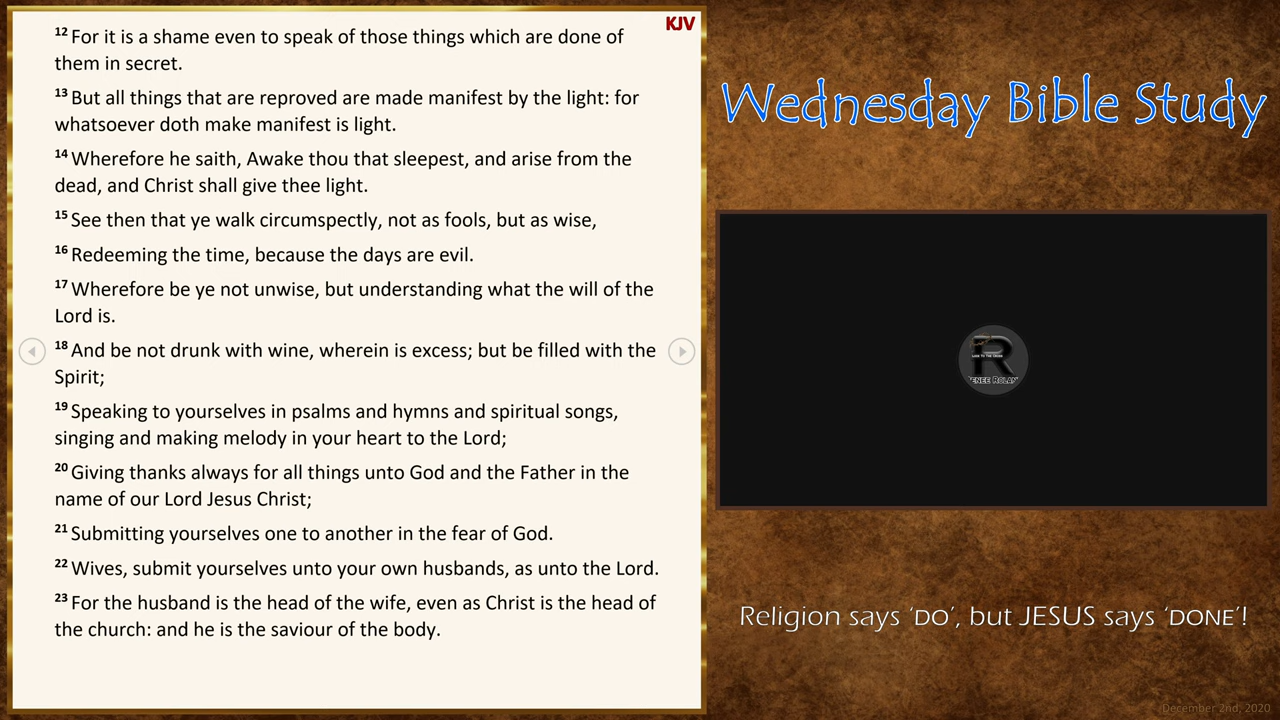 KJV
12 For it is a shame even to speak of those things which are done of
them in secret.
13 But all things that are reproved are made manifest by the light: for
whatsoever doth make manifest is light.
14 Wherefore he saith, Awake thou that sleepest, and arise from the
dead, and Christ shall give thee light.
15 See then that ye walk circumspectly, not as fools, but as wise,
16 Redeeming the time, because the days are evil.
17 Wherefore be ye not unwise, but understanding what the will of the
Lord is.
18 And be not drunk with wine, wherein is excess; but be filled with the
Spirit;
19 Speaking to yourselves in psalms and hymns and spiritual songs,
singing and making melody in your heart to the Lord;
20 Giving thanks always for all things unto God and the Father in the
name of our Lord Jesus Christ;
21 Submitting yourselves one to another in the fear of God.
22 Wives, submit yourselves unto your own husbands, as unto the Lord.
23 For the husband is the head of the wife, even as Christ is the head of
the church: and he is the saviour of the body.
Wednesday Bible Study
R
Religion says ‘DO’, but JESUS says ‘DONE’!
December 2nd, 2020